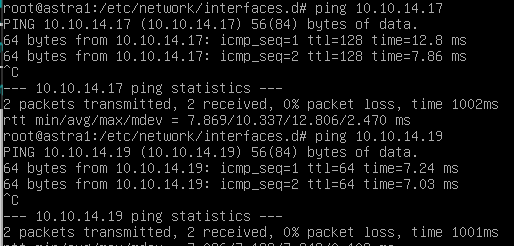 root@astra1:/etc/network/interfaces.d# ping 10.10.14.17
PING 10.10.14.17 (10.10.14.17) 56(84) bytes of data.
64 bytes from 10.10.14.17: icmp_seq=1 ttl=128 time=12.8 ms
64 bytes from 10.10.14.17: icmp_seq=2 ttl=128 time=7.86 ms
^C
--- 10.10.14.17 ping statistics ---
2 packets transmitted, 2 received, 0% packet loss, time 1002ms
rtt min/avg/max/mdev = 7.869/10.337/12.806/2.470 ms
root@astra1:/etc/network/interfaces.d# ping 10.10.14.19
PING 10.10.14.19 (10.10.14.19) 56(84) bytes of data.
64 bytes from 10.10.14.19: icmp_seq=1 ttl=64 time=7.24 ms
64 bytes from 10.10.14.19: icmp_seq=2 ttl=64 time=7.03 ms
^C
--- 10.10.14.19 ping statistics ---
2 packets transmitted, 2 received, 0% packet loss, time 1001ms
rtt min/avg/max/mdev =